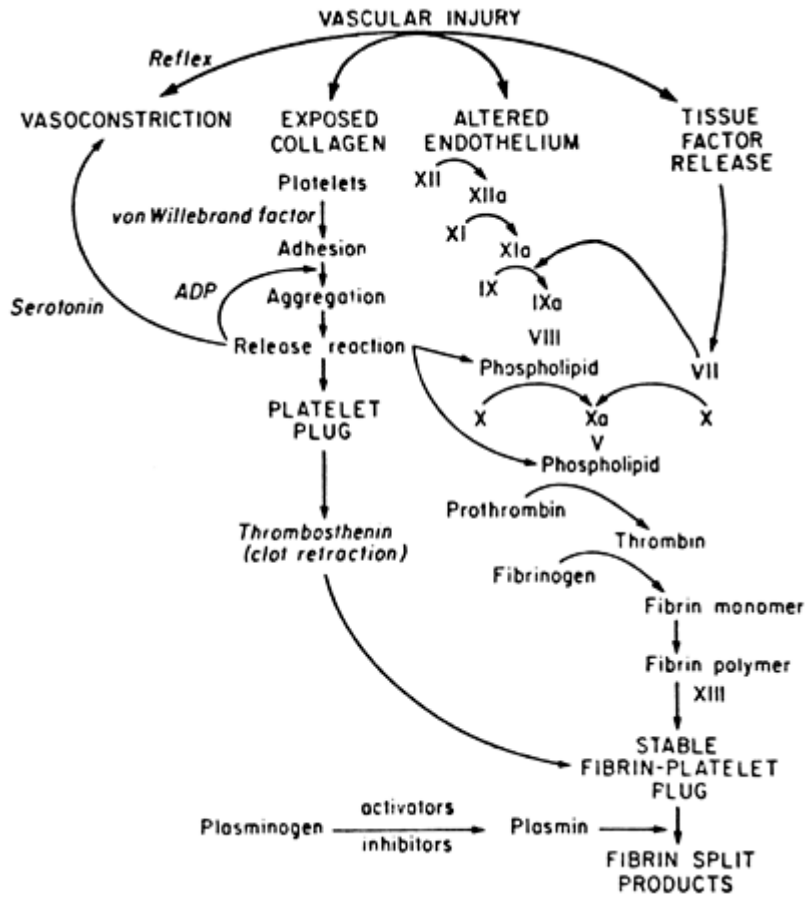 VASCULAR INJURY
Reflex
VASOCONSTRICTION
EXPOSED
COLLAGEN
ALTERED
ENDOTHELIUM
TISSUE
FACTOR
RELEASE
Platelets
von Willebrand factor
Adhesion
ADP
Aggregation
Serotonin
Release reaction
PLATELET
PLUG
Thrombosthenin
(clot retraction)
XII
XIIa
XI
XIa
IX
IXa
VIII
Phospholipid
VII
X
Xa
X
V
Phospholipid
Prothrombin
Thrombin
Fibrinogen
Fibrin monomer
Fibrin polymer
XIII
STABLE
FIBRIN-PLATELET
PLUG
Plasminogen
activators
inhibitors
Plasmin
FIBRIN SPLIT
PRODUCTS